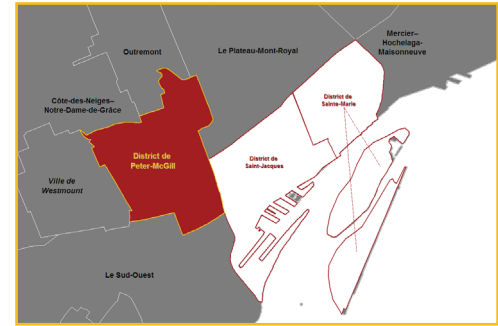 Mercier–
Hochelaga-
Maisonneuve
Outremont
Le Plateau-Mont-Royal
Côte-des-Neiges–
Notre-Dame-de-Grâce
District de
Sainte-Marie
District de
Peter-McGill
District de
Saint-Jacques
Ville de
Westmount
Le Sud-Ouest